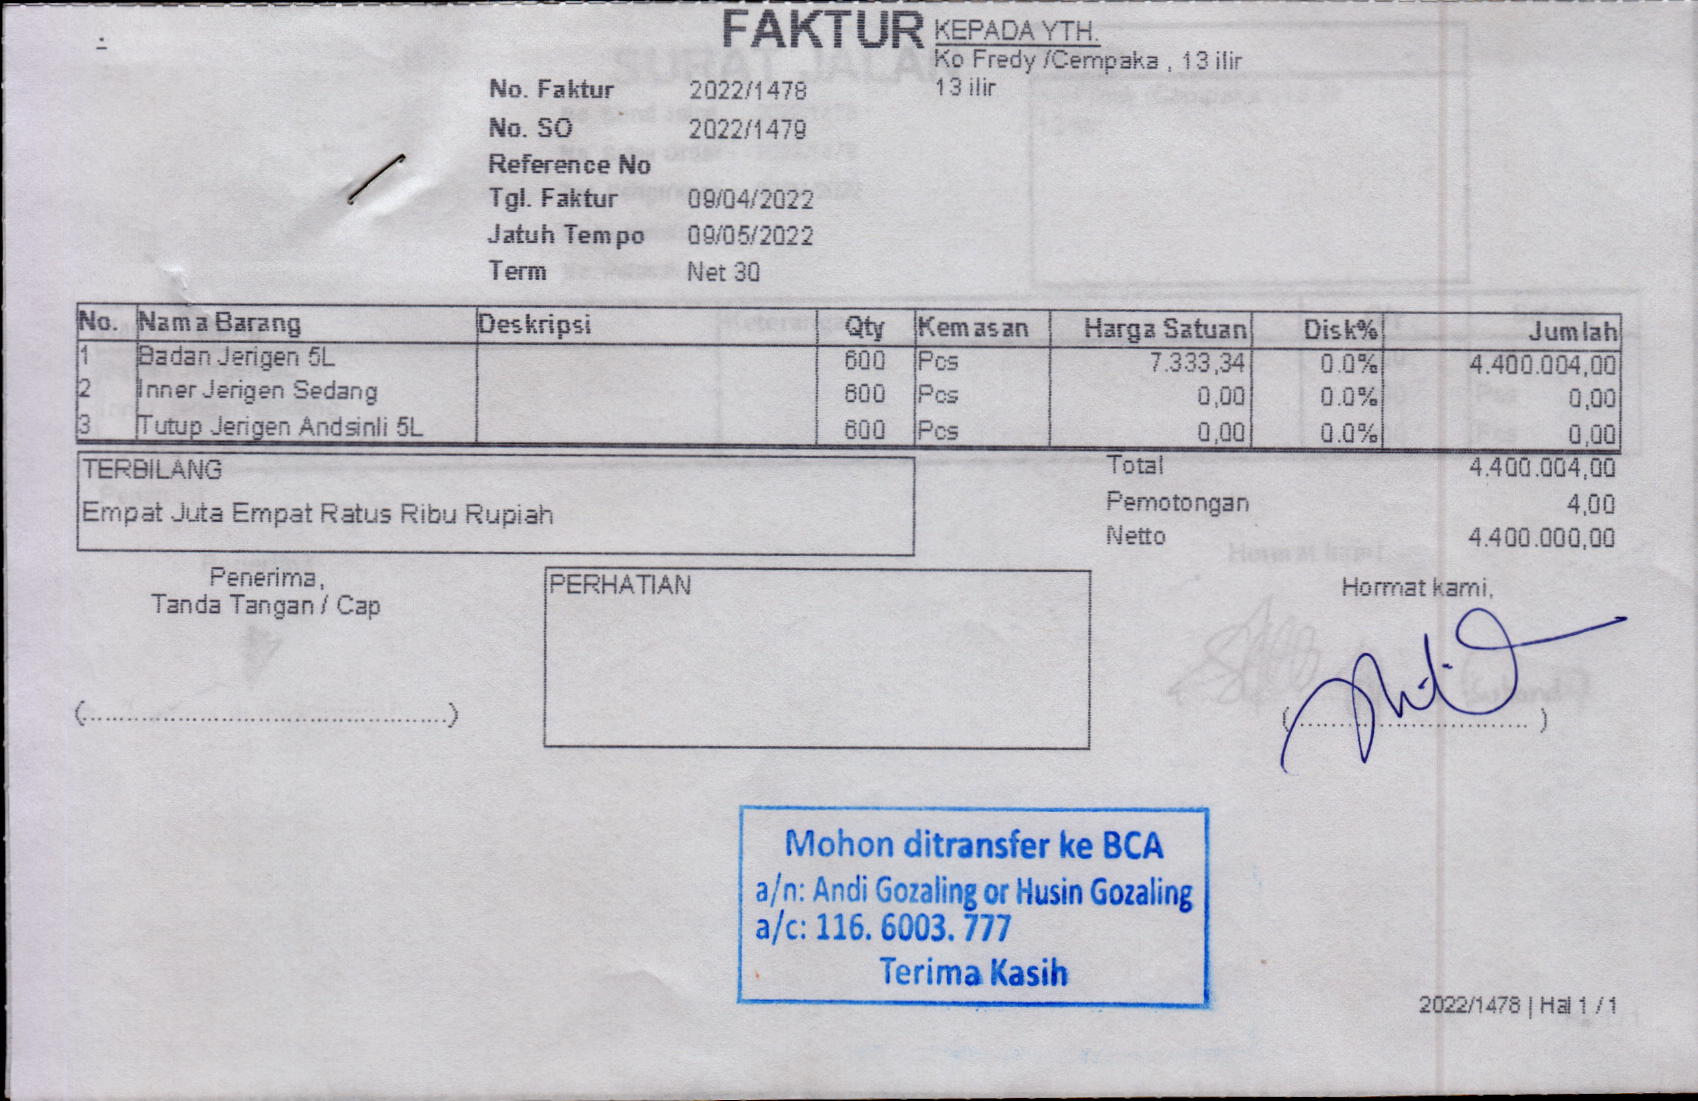 FAKTUR
KEPADA YTH.
Ko Fredy /Cempaka , 13 ilir
13 ilir
No. Faktur 2022/1478
No. SO 2022/1479
Reference No
Tgl. Faktur 09/04/2022
Jatuh Tempo 09/05/2022
Term Net 30
No. Nama Barang Deskripsi Qty Kemasan Harga Satuan Disk% Jumlah
1 Badan Jerigen 5L 600 Pcs 7.333,34 0.0% 4.400.004,00
2 Inner Jerigen Sedang 600 Pcs 0,00 0.0% 0,00
3 Tutup Jerigen Andsinli 5L 600 Pcs 0,00 0.0% 0,00
TERBILANG
Empat Juta Empat Ratus Ribu Rupiah
Total 4.400.004,00
Pemotongan 4,00
Netto 4.400.000,00
Penerima,
Tanda Tangan / Cap
(................................................)
PERHATIAN
Hormat kami,
(..............................)
Mohon ditransfer ke BCA
a/n: Andi Gozaling or Husin Gozaling
a/c: 116. 6003. 777
Terima Kasih
2022/1478 | Hal 1 / 1